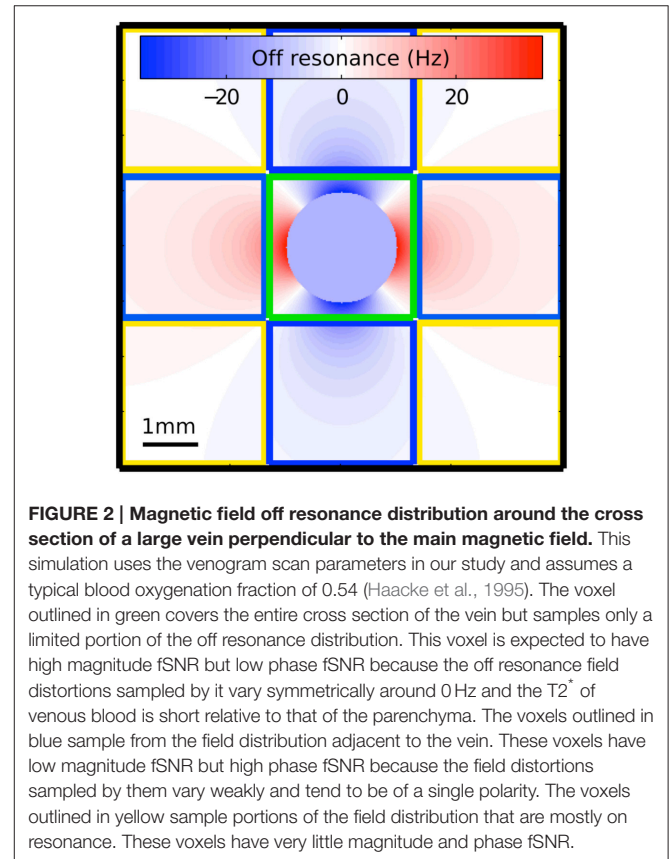 Off resonance (Hz)
−20 0 20
1mm
FIGURE 2 | Magnetic field off resonance distribution around the cross
section of a large vein perpendicular to the main magnetic field. This
simulation uses the venogram scan parameters in our study and assumes a
typical blood oxygenation fraction of 0.54 (Haacke et al., 1995). The voxel
outlined in green covers the entire cross section of the vein but samples only a
limited portion of the off resonance distribution. This voxel is expected to have
high magnitude fSNR but low phase fSNR because the off resonance field
distortions sampled by it vary symmetrically around 0 Hz and the T2* of
venous blood is short relative to that of the parenchyma. The voxels outlined in
blue sample from the field distribution adjacent to the vein. These voxels have
low magnitude fSNR but high phase fSNR because the field distortions
sampled by them vary weakly and tend to be of a single polarity. The voxels
outlined in yellow sample portions of the field distribution that are mostly on
resonance. These voxels have very little magnitude and phase fSNR.